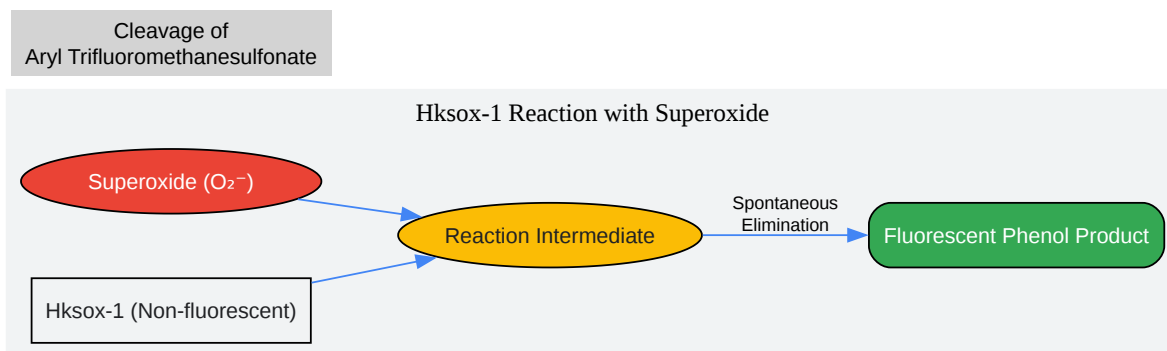 Cleavage of
Aryl Trifluoromethanesulfonate
Hksox-1 Reaction with Superoxide
Superoxide (O₂⁻)
Hksox-1 (Non-fluorescent)
Reaction Intermediate
Spontaneous
Elimination
Fluorescent Phenol Product